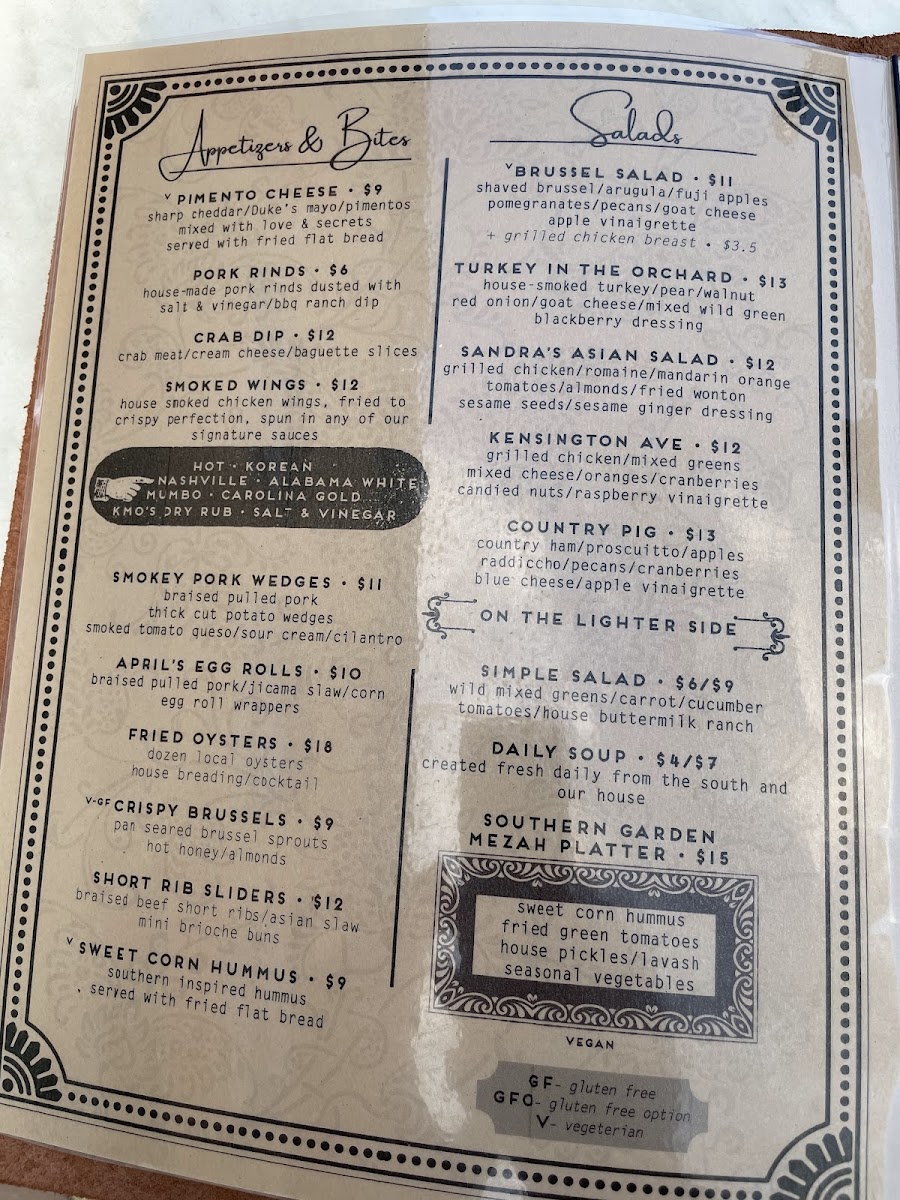 Appetizers & Bites
V PIMENTO CHEESE • $9
sharp cheddar/Duke's mayo/pimentos
mixed with love & secrets
served with fried flat bread
PORK RINDS • $6
house-made pork rinds dusted with
salt & vinegar/bbq ranch dip
CRAB DIP • $12
crab meat/cream cheese/baguette slices
SMOKED WINGS • $12
house smoked chicken wings, fried to
crispy perfection, spun in any of our
signature sauces
HOT • KOREAN
NASHVILLE • ALABAMA WHITE
MUMBO • CAROLINA GOLD
KMO'S DRY RUB • SALT & VINEGAR
SMOKEY PORK WEDGES • $11
braised pulled pork
thick cut potato wedges
smoked tomato queso/sour cream/cilantro
APRIL'S EGG ROLLS • $10
braised pulled pork/jicama slaw/corn
egg roll wrappers
FRIED OYSTERS • $18
dozen local oysters
house breading/cocktail
V-GF CRISPY BRUSSELS • $9
pan seared brussel sprouts
hot honey/almonds
SHORT RIB SLIDERS • $12
braised beef short ribs/asian slaw
mini brioche buns
V SWEET CORN HUMMUS • $9
southern inspired hummus
served with fried flat bread
Salads
V BRUSSEL SALAD • $11
shaved brussel/arugula/fuji apples
pomegranates/pecans/goat cheese
apple vinaigrette
+ grilled chicken breast • $3.5
TURKEY IN THE ORCHARD • $13
house-smoked turkey/pear/walnut
red onion/goat cheese/mixed wild green
blackberry dressing
SANDRA'S ASIAN SALAD • $12
grilled chicken/romaine/mandarin orange
tomatoes/almonds/fried wonton
sesame seeds/sesame ginger dressing
KENSINGTON AVE • $12
grilled chicken/mixed greens
mixed cheese/oranges/cranberries
candied nuts/raspberry vinaigrette
COUNTRY PIG • $13
country ham/proscuitto/apples
raddiccho/pecans/cranberries
blue cheese/apple vinaigrette
ON THE LIGHTER SIDE
SIMPLE SALAD • $6/$9
wild mixed greens/carrot/cucumber
tomatoes/house buttermilk ranch
DAILY SOUP • $4/$7
created fresh daily from the south and
our house
SOUTHERN GARDEN
MEZAH PLATTER • $15
sweet corn hummus
fried green tomatoes
house pickles/lavash
seasonal vegetables
VEGAN
GF- gluten free
GFO- gluten free option
V- vegeterian